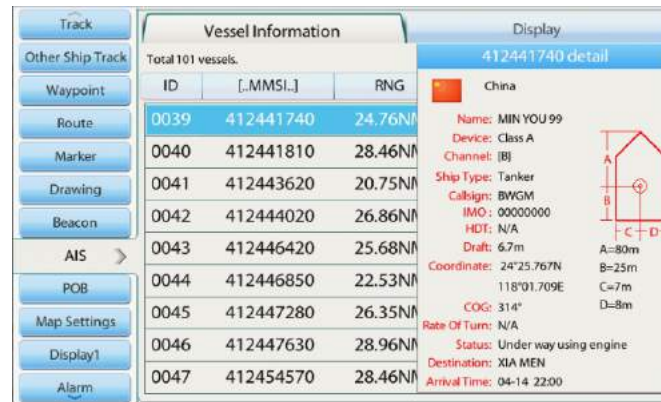 Track
Other Ship Track
Waypoint
Route
Marker
Drawing
Beacon
AIS
POB
Map Settings
Display1
Alarm
Vessel Information
Display
Total 101 vessels.
ID [..MMSI..] RNG
0039 412441740 24.76NM
0040 412441810 28.46NM
0041 412443620 20.75NM
0042 412444020 26.86NM
0043 412446420 25.68NM
0044 412446850 22.53NM
0045 412447280 26.35NM
0046 412447630 28.96NM
0047 412454570 28.46NM
412441740 detail
China
Name: MIN YOU 99
Device: Class A
Channel: [B]
Ship Type: Tanker
Callsign: BWGM
IMO: 00000000
HDT: N/A
Draft: 6.7m
Coordinate: 24°25.767N
118°01.709E
COG: 314°
Rate Of Turn: N/A
Status: Under way using engine
Destination: XIA MEN
Arrival Time: 04-14 22:00
A
B
C D
A=80m
B=25m
C=7m
D=8m